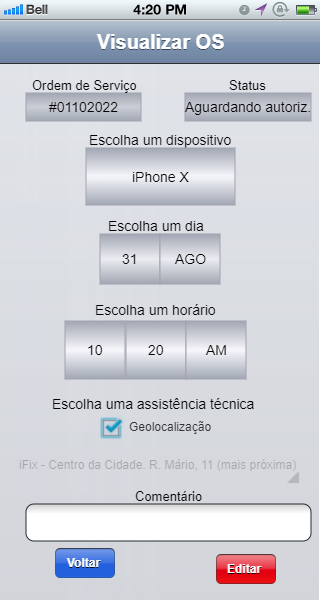 Bell 4:20 PM
Visualizar OS
Ordem de Serviço Status
#01102022 Aguardando autoriz.
Escolha um dispositivo
iPhone X
Escolha um dia
31 AGO
Escolha um horário
10 20 AM
Escolha uma assistência técnica
Geolocalização
iFix - Centro da Cidade. R. Mário, 11 (mais próxima)
Comentário
Voltar Editar